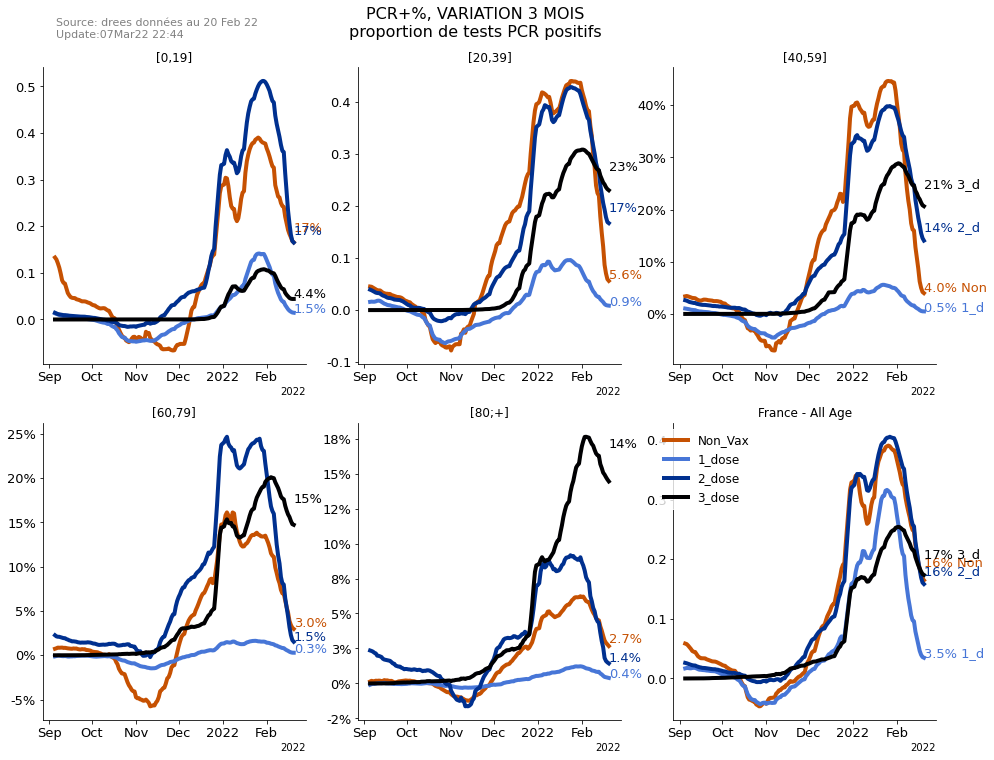 PCR+%, VARIATION 3 MOIS
proportion de tests PCR positifs
Source: drees données au 20 Feb 22
Update:07Mar22 22:44
[0,19]
0.5
0.4
0.3
0.2
0.1
0.0
17%
17%
4.4%
1.5%
Sep Oct Nov Dec 2022 Feb
2022
[20,39]
0.4
0.3
0.2
0.1
0.0
-0.1
23%
17%
5.6%
0.9%
Sep Oct Nov Dec 2022 Feb
2022
[40,59]
40%
30%
20%
10%
0%
21% 3_d
14% 2_d
4.0% Non
0.5% 1_d
Sep Oct Nov Dec 2022 Feb
2022
[60,79]
25%
20%
15%
10%
5%
0%
-5%
15%
3.0%
1.5%
0.3%
Sep Oct Nov Dec 2022 Feb
2022
[80;+]
18%
15%
12%
10%
8%
5%
3%
0%
-2%
14%
2.7%
1.4%
0.4%
Sep Oct Nov Dec 2022 Feb
2022
France - All Age
Non_Vax
1_dose
2_dose
3_dose
0.2
0.1
0.0
17% 3_d
16% Non
16% 2_d
3.5% 1_d
Sep Oct Nov Dec 2022 Feb
2022